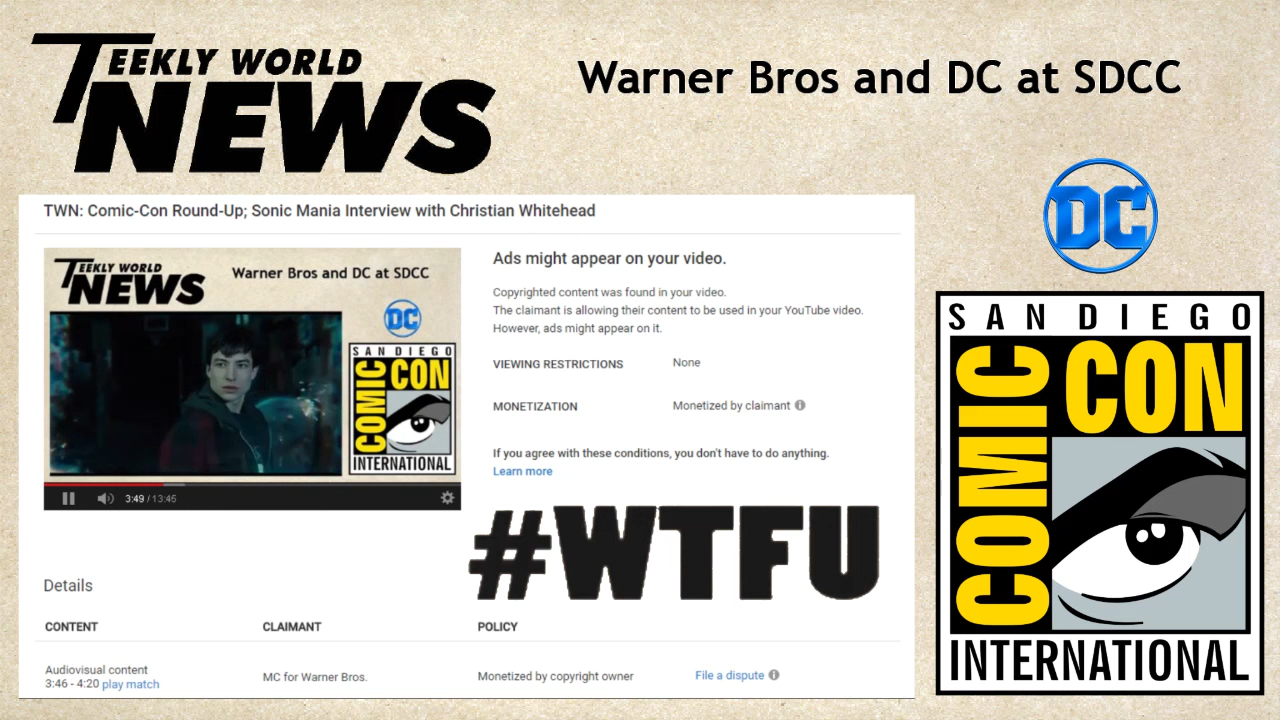 TEEKLY WORLD
NEWS
Warner Bros and DC at SDCC
DC
TWN: Comic-Con Round-Up; Sonic Mania Interview with Christian Whitehead
TEEKLY WORLD
NEWS
Warner Bros and DC at SDCC
DC
SAN DIEGO
COMIC CON
INTERNATIONAL
3:49 / 13:45
Ads might appear on your video.
Copyrighted content was found in your video.
The claimant is allowing their content to be used in your YouTube video.
However, ads might appear on it.
VIEWING RESTRICTIONS None
MONETIZATION Monetized by claimant
If you agree with these conditions, you don't have to do anything.
Learn more
#WTFU
Details
CONTENT CLAIMANT POLICY
Audiovisual content
3:46 - 4:20 play match
MC for Warner Bros.
Monetized by copyright owner
File a dispute
SAN DIEGO
COMIC CON
INTERNATIONAL